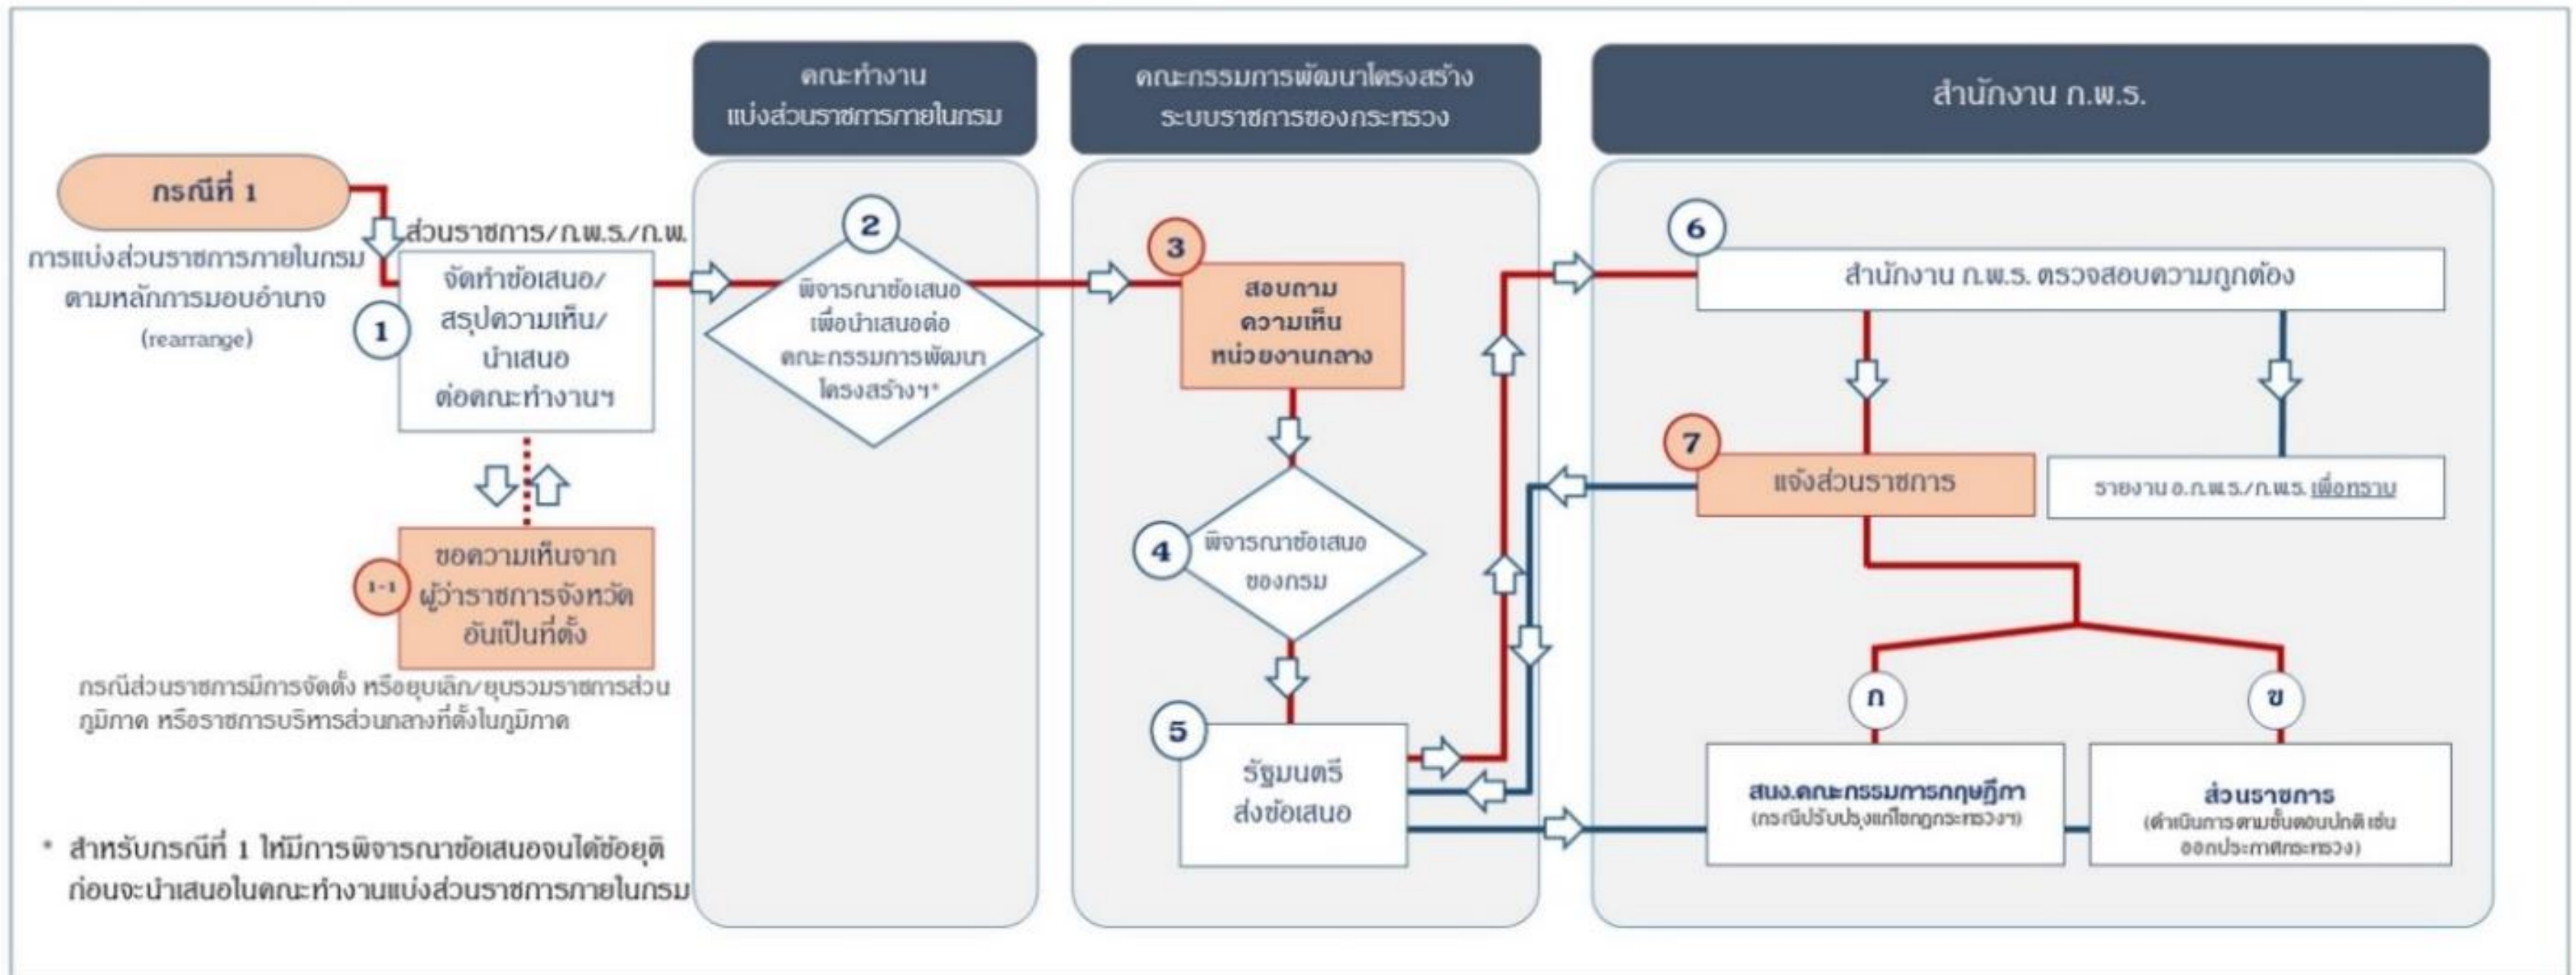 กรณีที่ 1
การแบ่งส่วนราชการภายในกรม
ตามหลักการมอบอำนาจ
(rearrange)
ส่วนราชการ/ก.พ.ร./ก.พ.
1
จัดทำข้อเสนอ/
สรุปความเห็น/
นำเสนอ
ต่อคณะทำงานฯ
1-1
ขอความเห็นจาก
ผู้ว่าราชการจังหวัด
อันเป็นที่ตั้ง
กรณีส่วนราชการมีการจัดตั้ง หรือยุบเลิก/ยุบรวมราชการส่วน
ภูมิภาค หรือราชการบริหารส่วนกลางที่ตั้งในภูมิภาค
* สำหรับกรณีที่ 1 ให้มีการพิจารณาข้อเสนอจนได้ข้อยุติ
ก่อนจะนำเสนอในคณะทำงานแบ่งส่วนราชการภายในกรม
คณะทำงาน
แบ่งส่วนราชการภายในกรม
2
พิจารณาข้อเสนอ
เพื่อนำเสนอต่อ
คณะกรรมการพัฒนา
โครงสร้างฯ*
คณะกรรมการพัฒนาโครงสร้าง
ระบบราชการของกระทรวง
3
สอบถาม
ความเห็น
หน่วยงานกลาง
4
พิจารณาข้อเสนอ
ของกรม
5
รัฐมนตรี
ส่งข้อเสนอ
สำนักงาน ก.พ.ร.
6
สำนักงาน ก.พ.ร. ตรวจสอบความถูกต้อง
7
แจ้งส่วนราชการ
รายงาน อ.ก.พ.ร./ก.พ.ร. เพื่อทราบ
ก
สนง.คณะกรรมการกฤษฎีกา
(กรณีปรับปรุงแก้ไขกฎกระทรวงฯ)
ข
ส่วนราชการ
(ดำเนินการตามขั้นตอนปกติ เช่น
ออกประกาศกระทรวง)